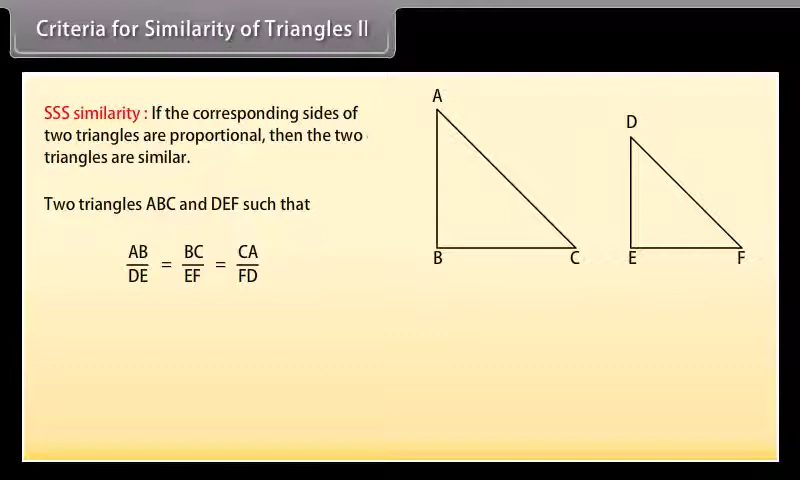 Criteria for Similarity of Triangles II
SSS similarity : If the corresponding sides of
two triangles are proportional, then the two
triangles are similar.
Two triangles ABC and DEF such that
AB/DE = BC/EF = CA/FD
A
D
B
C
E
F